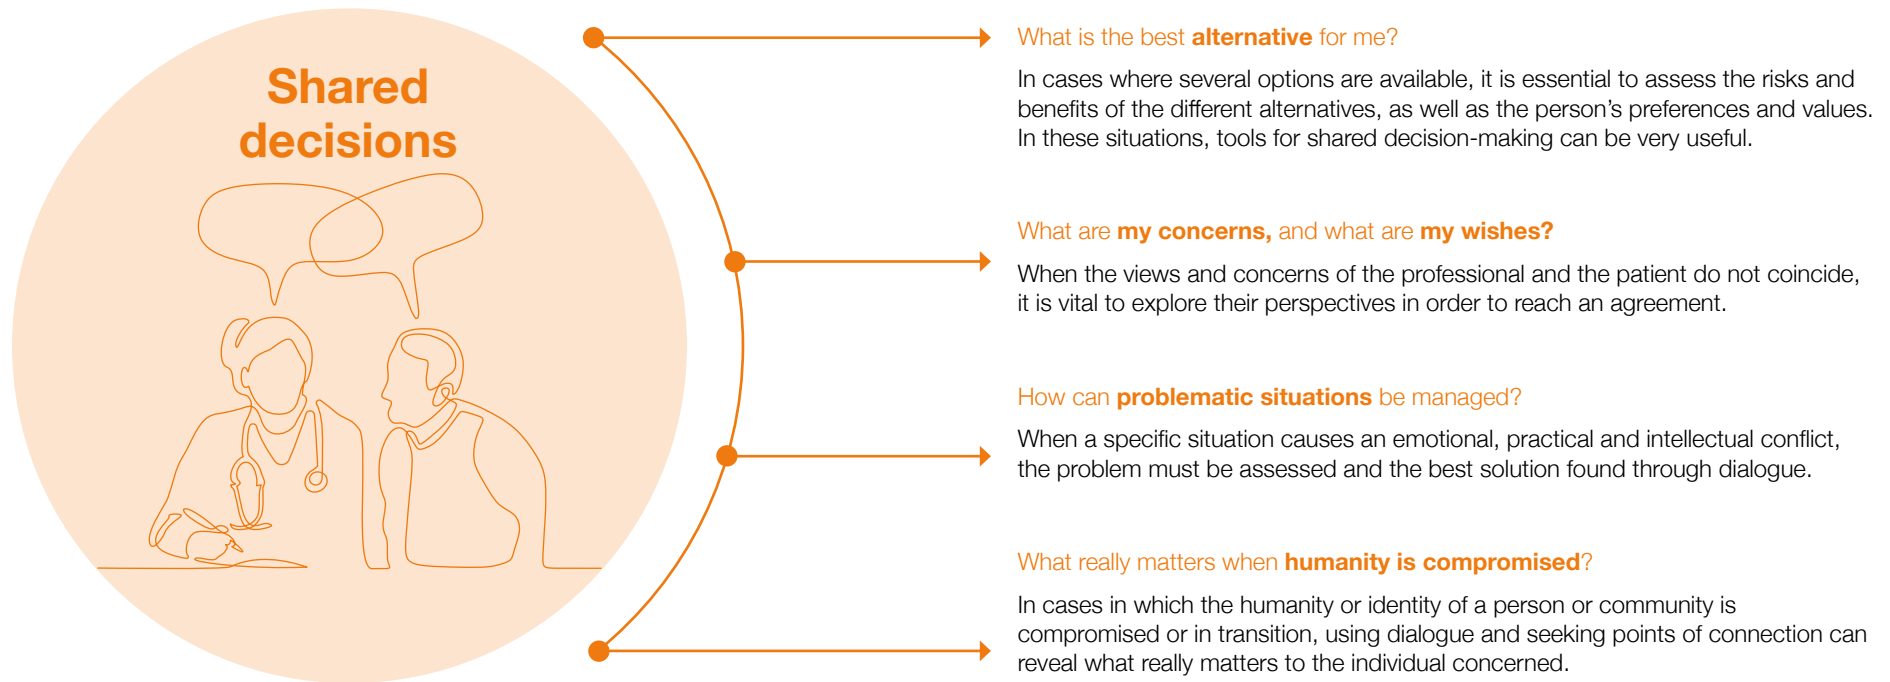 Shared
decisions
What is the best alternative for me?
In cases where several options are available, it is essential to assess the risks and
benefits of the different alternatives, as well as the person’s preferences and values.
In these situations, tools for shared decision-making can be very useful.
What are my concerns, and what are my wishes?
When the views and concerns of the professional and the patient do not coincide,
it is vital to explore their perspectives in order to reach an agreement.
How can problematic situations be managed?
When a specific situation causes an emotional, practical and intellectual conflict,
the problem must be assessed and the best solution found through dialogue.
What really matters when humanity is compromised?
In cases in which the humanity or identity of a person or community is
compromised or in transition, using dialogue and seeking points of connection can
reveal what really matters to the individual concerned.